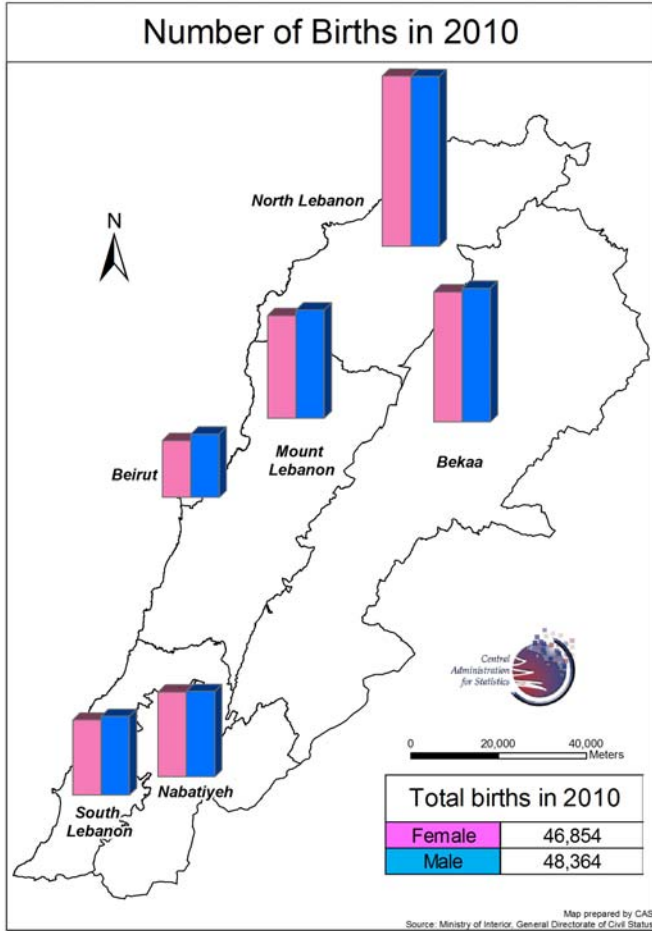 Number of Births in 2010
North Lebanon
N
Mount
Lebanon
Bekaa
Beirut
Central
Administration
for Statistics
0 20,000 40,000
Meters
Nabatiyeh
South
Lebanon
Total births in 2010
Female 46,854
Male 48,364
Map prepared by CAS
Source: Ministry of Interior, General Directorate of Civil Status